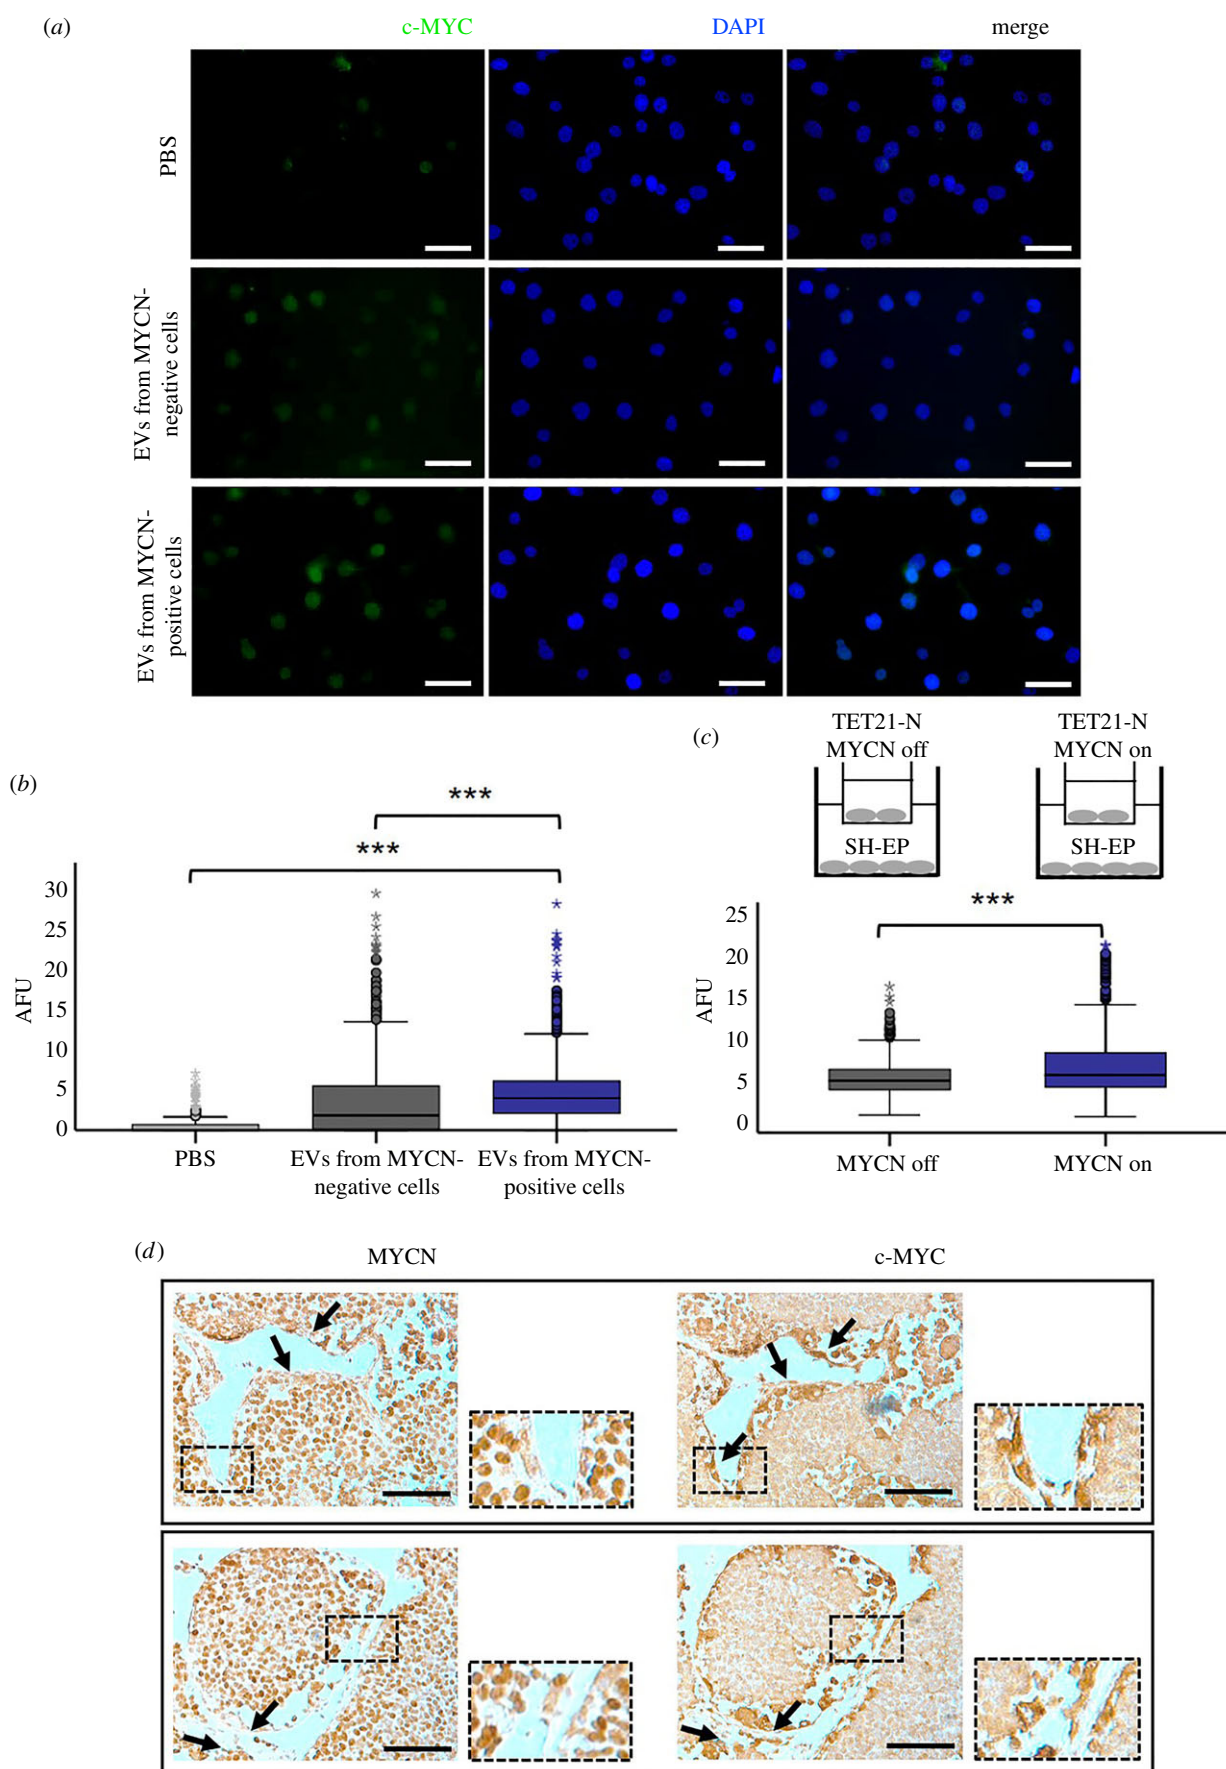 (a)
c-MYC DAPI merge
PBS
EVs from MYCN-
negative cells
EVs from MYCN-
positive cells
(b)
***
***
30
25
20
15
10
5
0
AFU
PBS
EVs from MYCN-
negative cells
EVs from MYCN-
positive cells
(c)
TET21-N
MYCN off
TET21-N
MYCN on
SH-EP
SH-EP
***
25
20
15
10
5
0
AFU
MYCN off
MYCN on
(d)
MYCN c-MYC